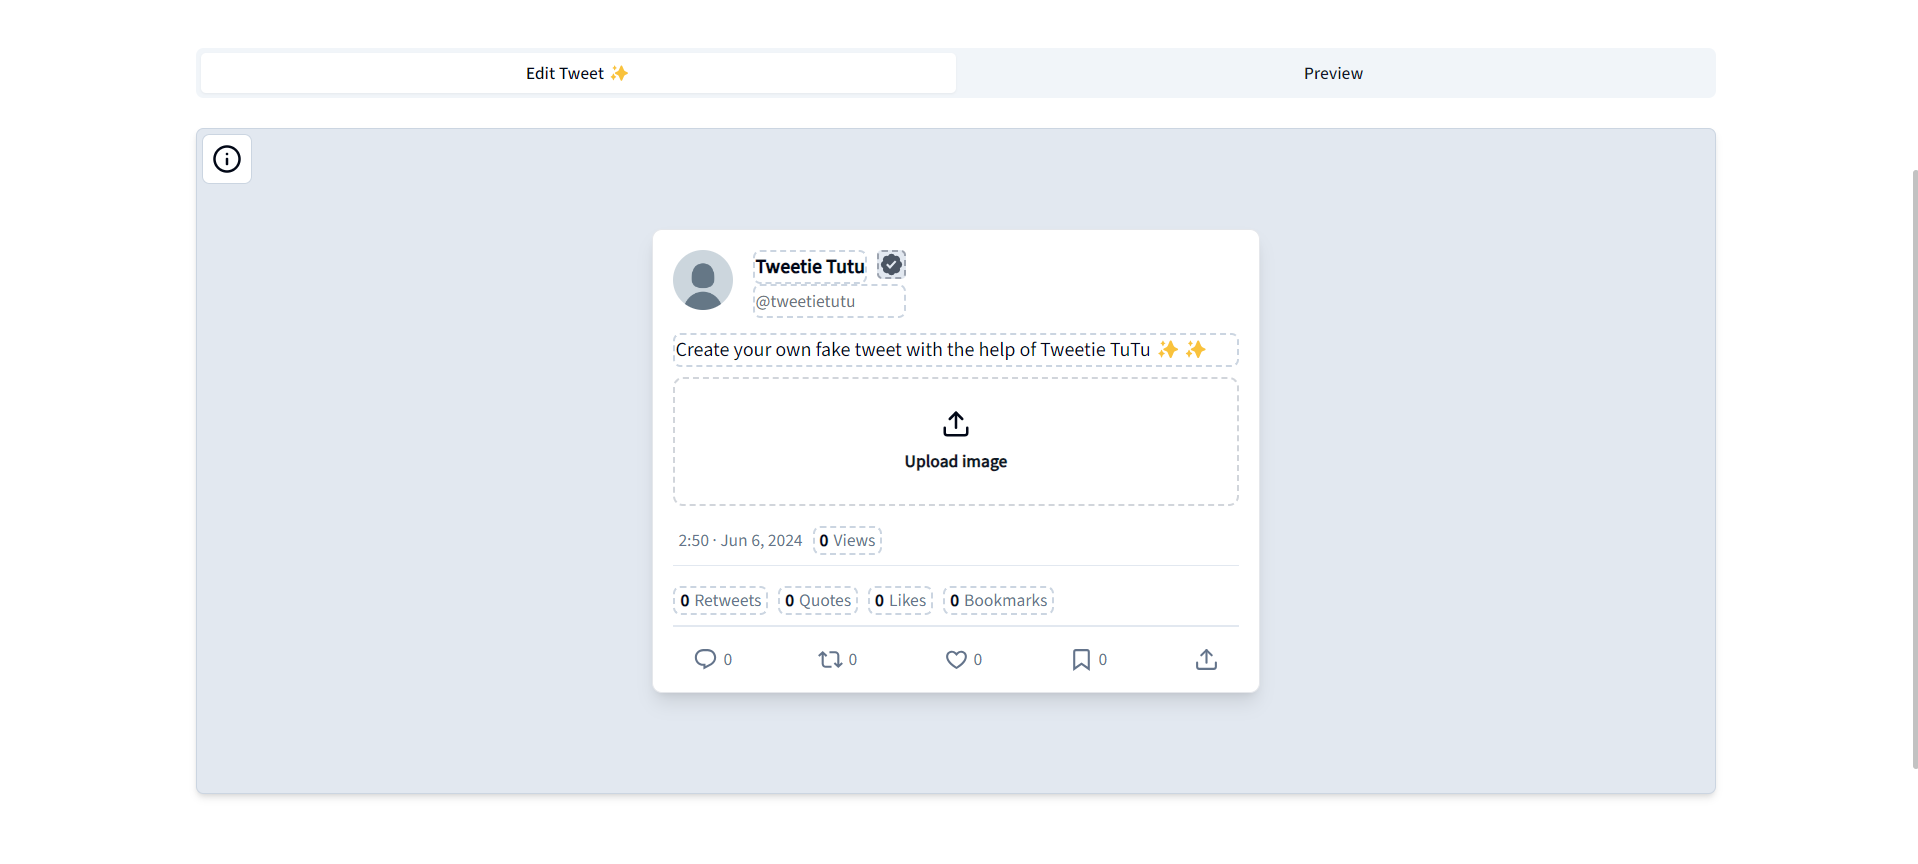 Edit Tweet ✨
Preview
Tweetie Tutu
@tweetietutu
Create your own fake tweet with the help of Tweetie TuTu ✨ ✨
Upload image
2:50 · Jun 6, 2024 0 Views
0 Retweets 0 Quotes 0 Likes 0 Bookmarks
0 0 0 0